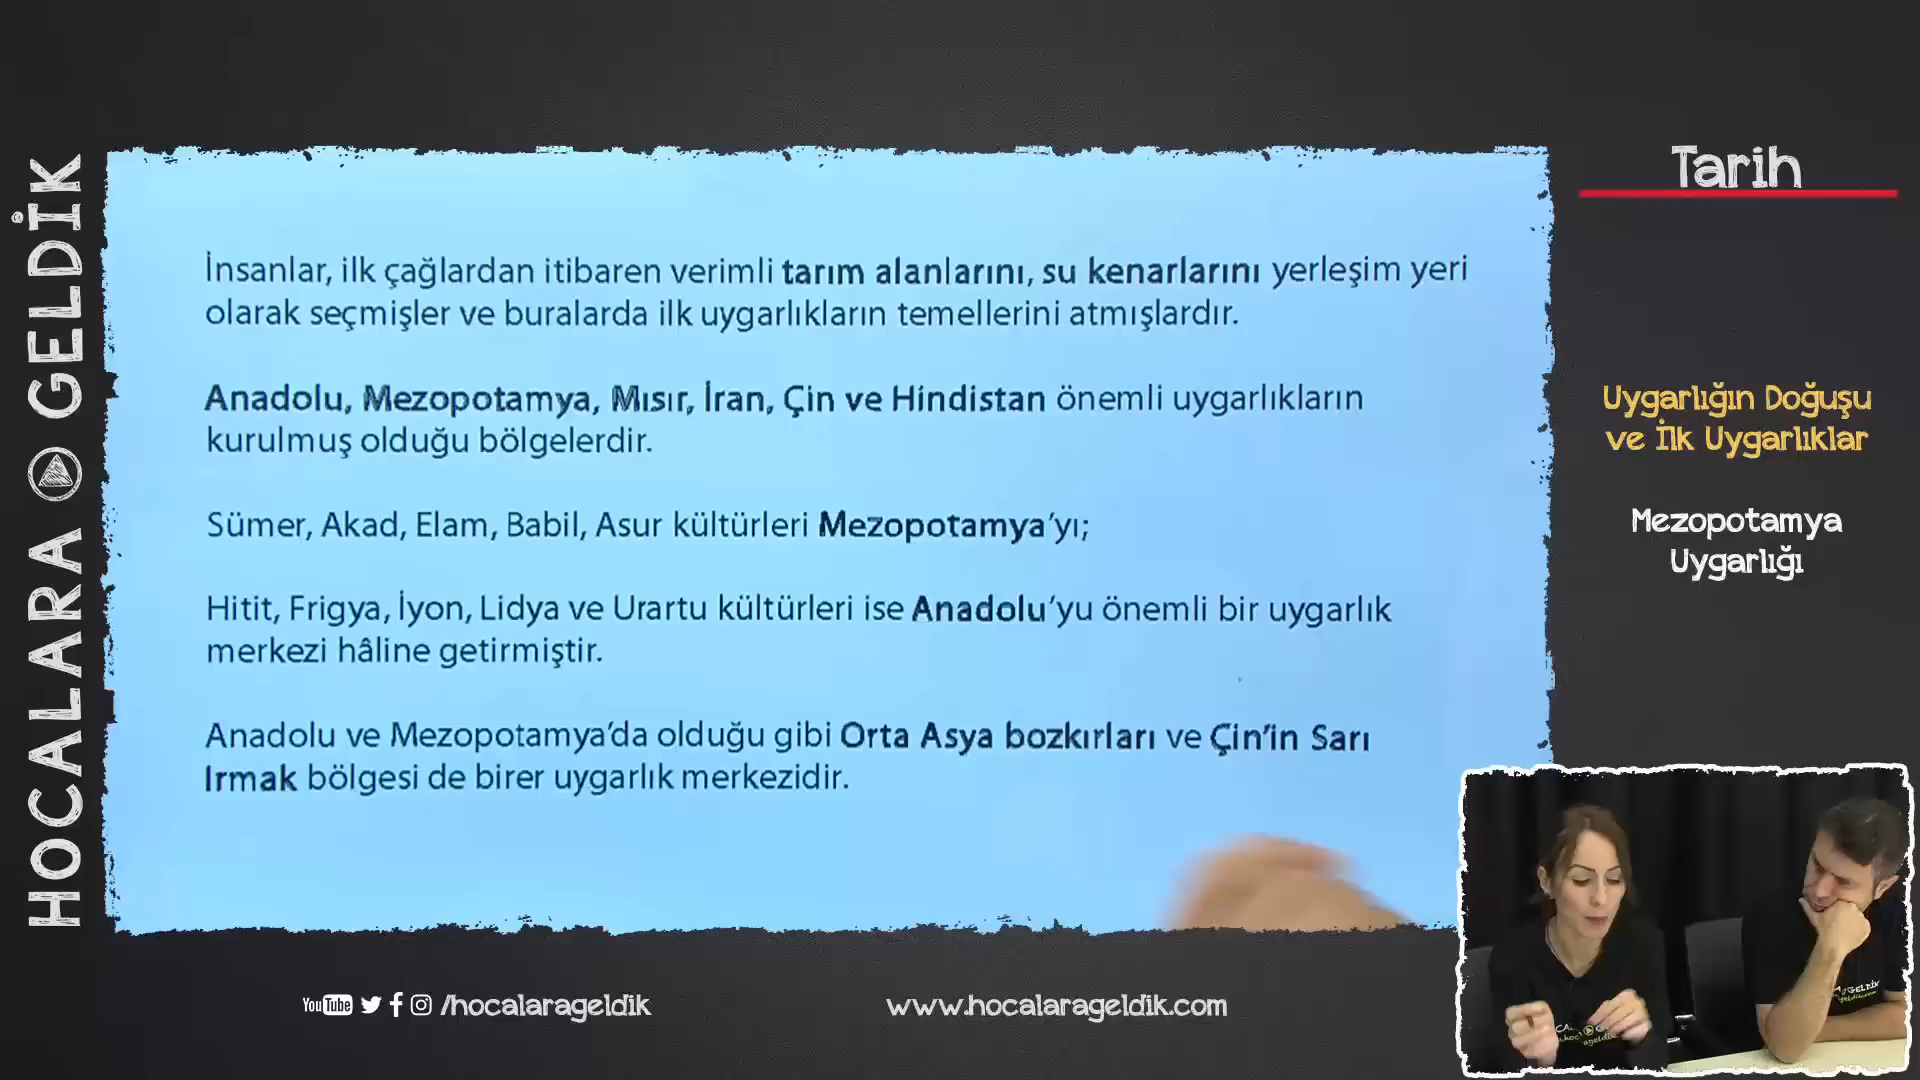 HOCALARA GELDİK
Tarih
İnsanlar, ilk çağlardan itibaren verimli tarım alanlarını, su kenarlarını yerleşim yeri
olarak seçmişler ve buralarda ilk uygarlıkların temellerini atmışlardır.
Anadolu, Mezopotamya, Mısır, İran, Çin ve Hindistan önemli uygarlıkların
kurulmuş olduğu bölgelerdir.
Sümer, Akad, Elam, Babil, Asur kültürleri Mezopotamya'yı;
Hitit, Frigya, İyon, Lidya ve Urartu kültürleri ise Anadolu'yu önemli bir uygarlık
merkezi hâline getirmiştir.
Anadolu ve Mezopotamya'da olduğu gibi Orta Asya bozkırları ve Çin'in Sarı
Irmak bölgesi de birer uygarlık merkezidir.
Uygarlığın Doğuşu
ve İlk Uygarlıklar
Mezopotamya
Uygarlığı
YouTube /hocalarageldik
www.hocalarageldik.com